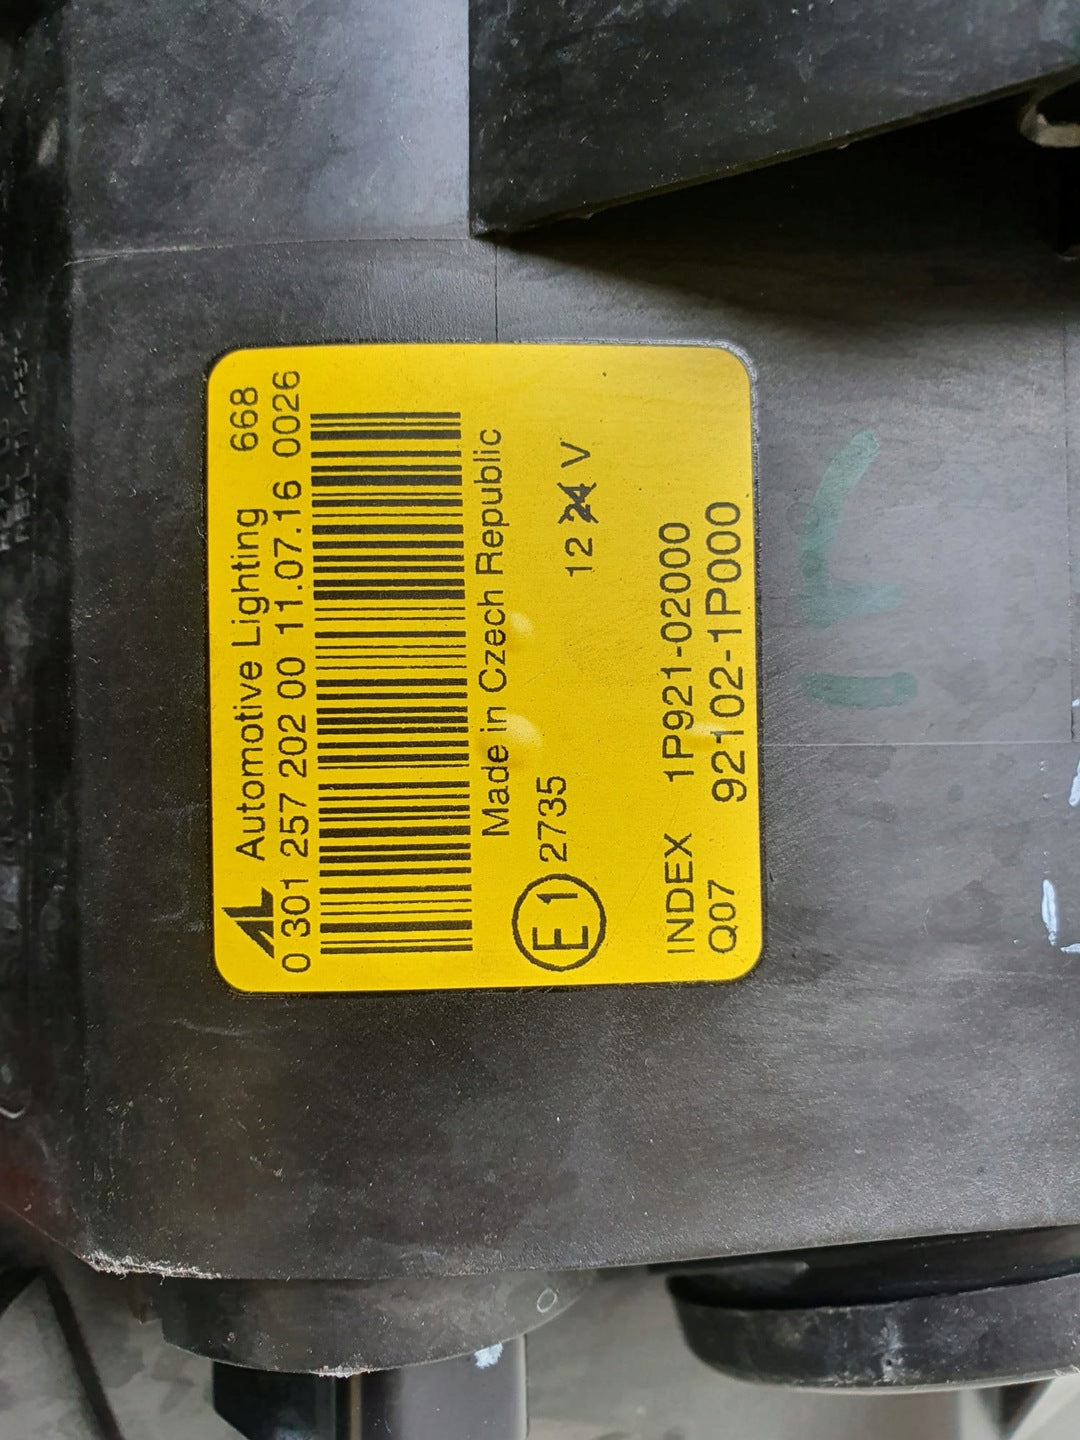 AL Automotive Lighting 668
0 301 257 202 00 11.07.16 0026
Made in Czech Republic
E1 2735 12 24 V
INDEX 1P921-02000
Q07 92102-1P000